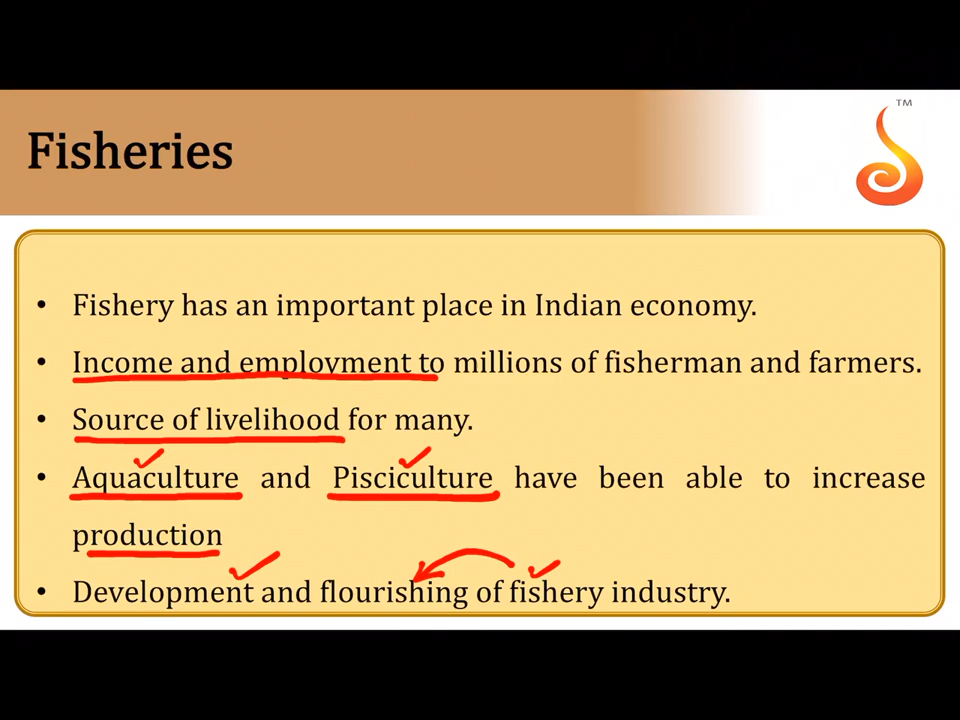 TM
Fisheries
• Fishery has an important place in Indian economy.
• Income and employment to millions of fisherman and farmers.
• Source of livelihood for many.
• Aquaculture and Pisciculture have been able to increase
production
• Development and flourishing of fishery industry.